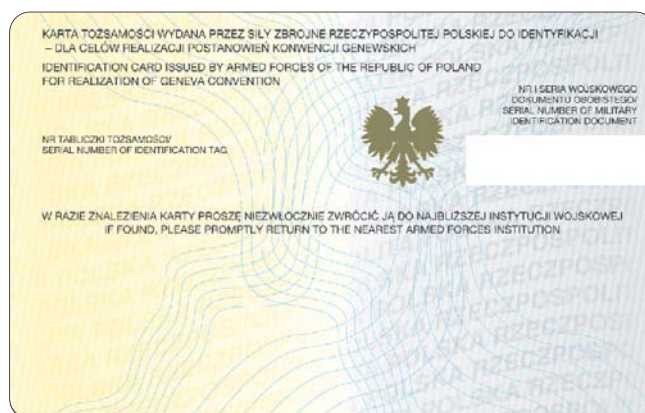 KARTA TOŻSAMOŚCI WYDANA PRZEZ SIŁY ZBROJNE RZECZYPOSPOLITEJ POLSKIEJ DO IDENTYFIKACJI
– DLA CELÓW REALIZACJI POSTANOWIEŃ KONWENCJI GENEWSKICH
IDENTIFICATION CARD ISSUED BY ARMED FORCES OF THE REPUBLIC OF POLAND
FOR REALIZATION OF GENEVA CONVENTION
NR I SERIA WOJSKOWEGO
DOKUMENTU OSOBISTEGO/
SERIAL NUMBER OF MILITARY
IDENTIFICATION DOCUMENT
NR TABLICZKI TOŻSAMOŚCI/
SERIAL NUMBER OF IDENTIFICATION TAG
W RAZIE ZNALEZIENIA KARTY PROSZĘ NIEZWŁOCZNIE ZWRÓCIĆ JĄ DO NAJBLIŻSZEJ INSTYTUCJI WOJSKOWEJ
IF FOUND, PLEASE PROMPTLY RETURN TO THE NEAREST ARMED FORCES INSTITUTION